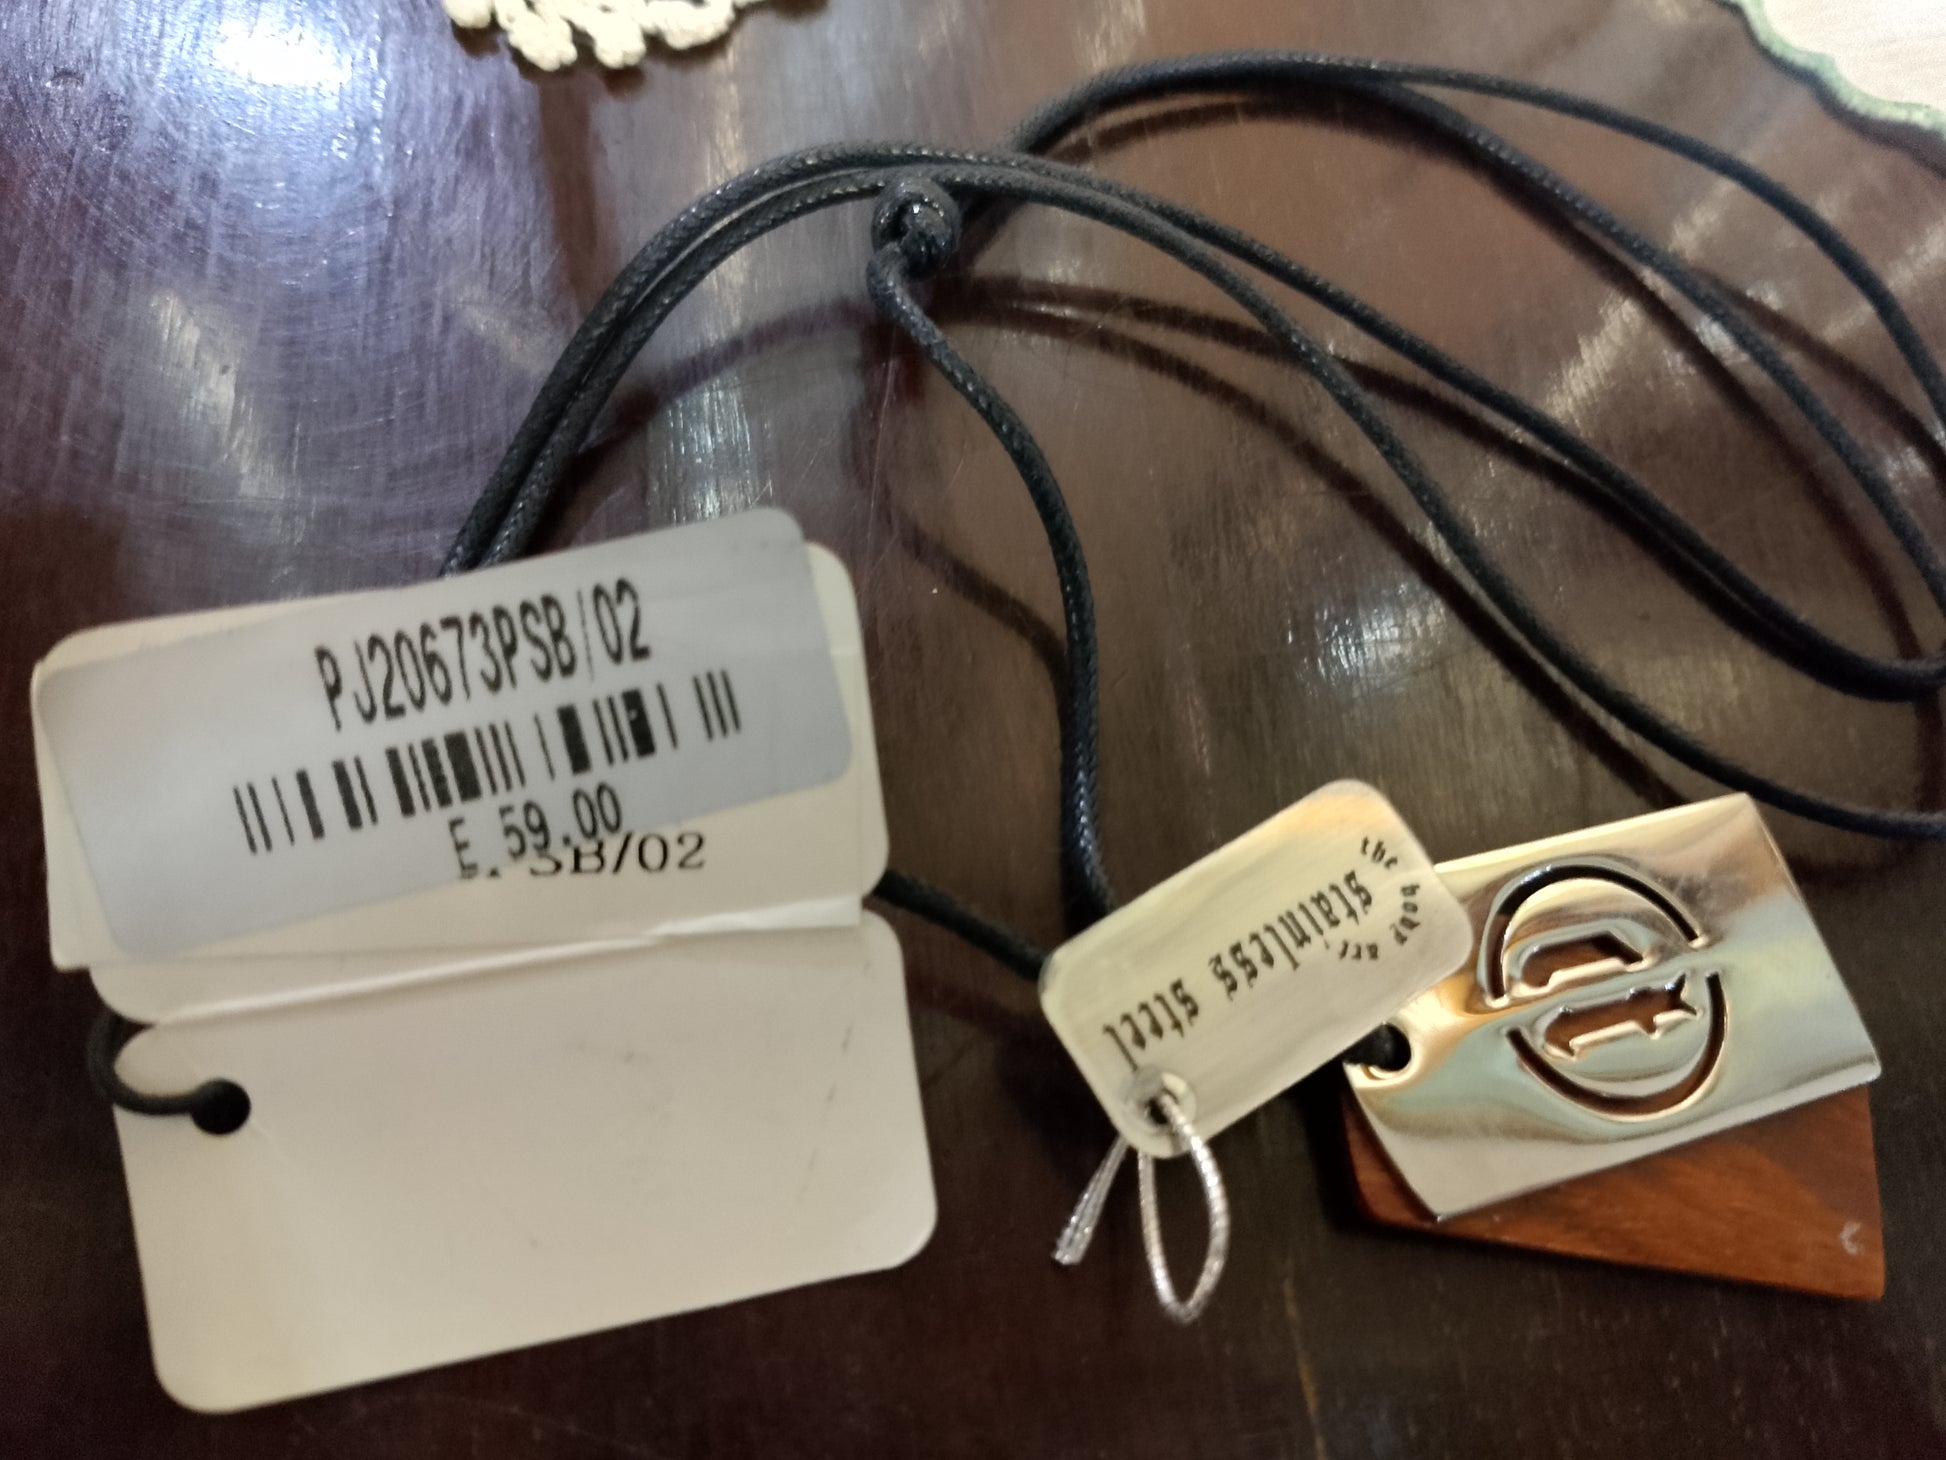 PJ20673PSB/02
E. 59.00
SB/02
the body art
stainless steel